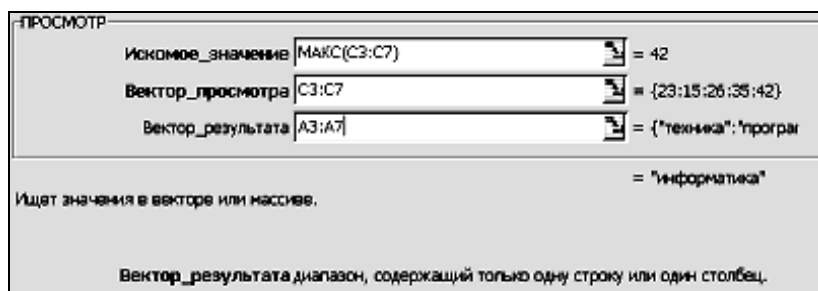 ПРОСМОТР
Искомое_значение МАКС(C3:C7) = 42
Вектор_просмотра C3:C7 = {23:15:26:35:42}
Вектор_результата A3:A7 = {"техника":"програм
= "информатика"
Ищет значения в векторе или массиве.
Вектор_результата диапазон, содержащий только одну строку или один столбец.